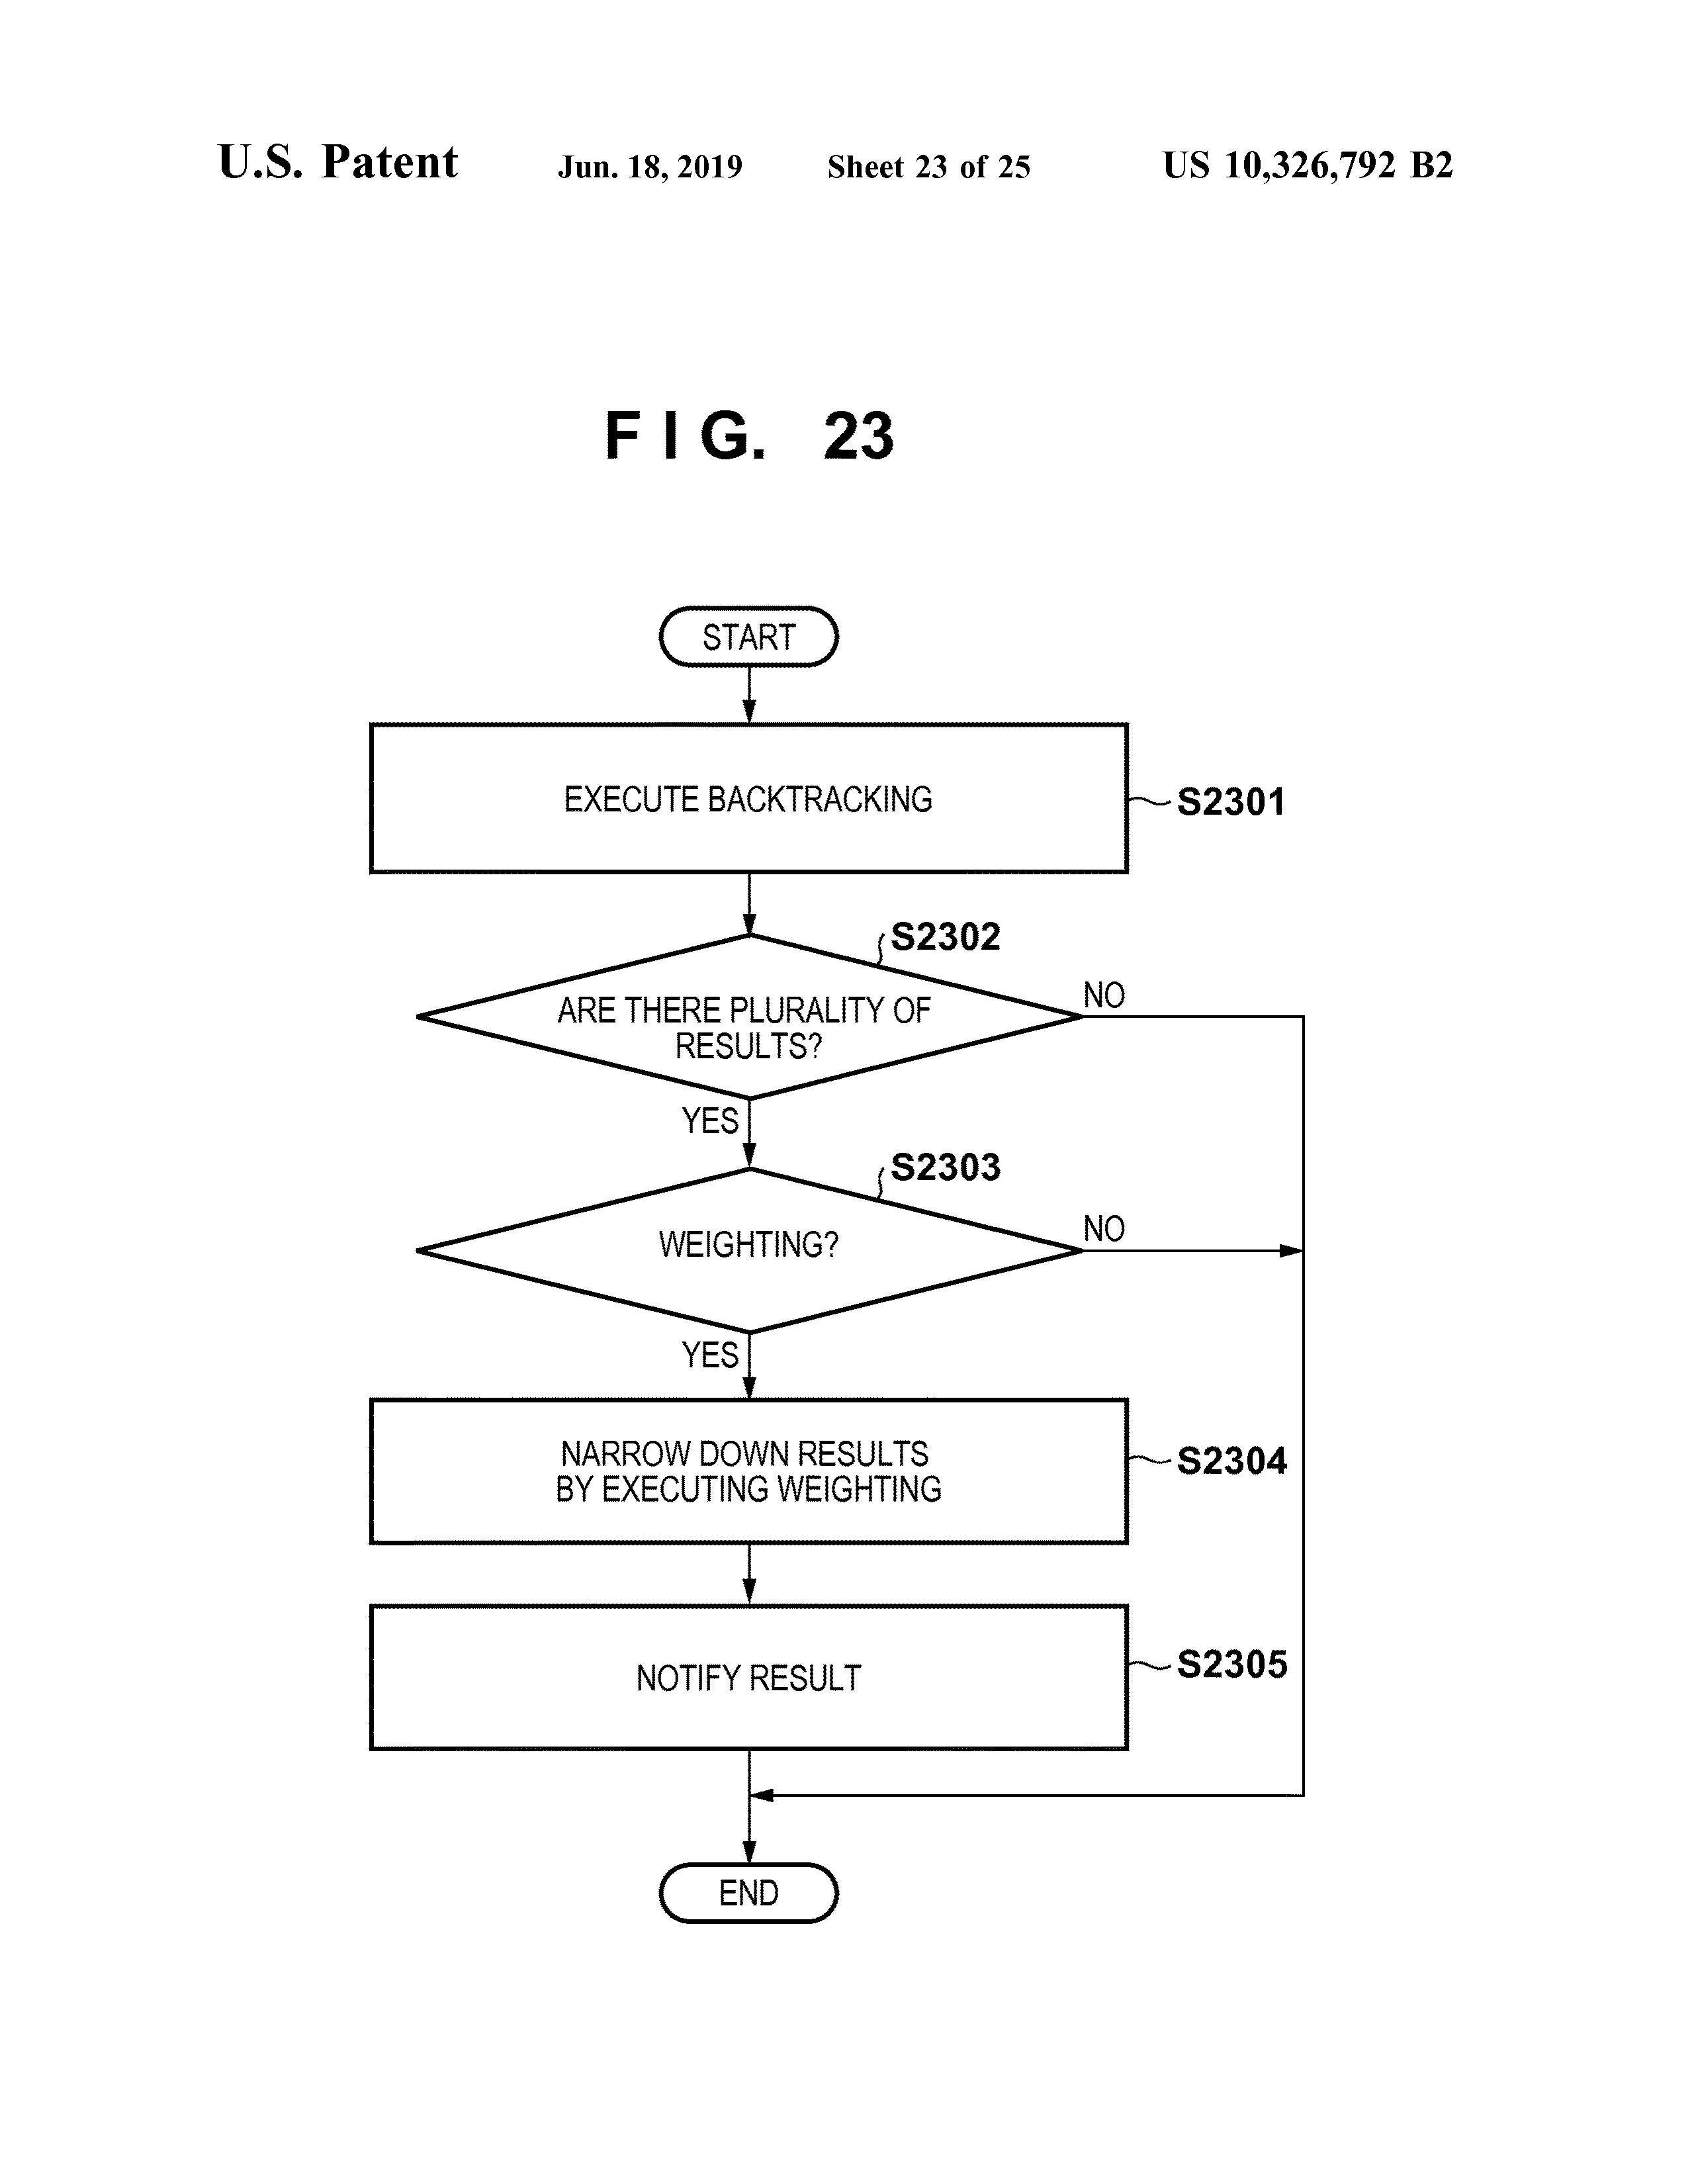 U.S. Patent Jun. 18, 2019 Sheet 23 of 25 US 10,326,792 B2
FIG. 23
START
EXECUTE BACKTRACKING
S2301
S2302
ARE THERE PLURALITY OF
RESULTS?
NO
YES
S2303
WEIGHTING?
NO
YES
NARROW DOWN RESULTS
BY EXECUTING WEIGHTING
S2304
NOTIFY RESULT
S2305
END